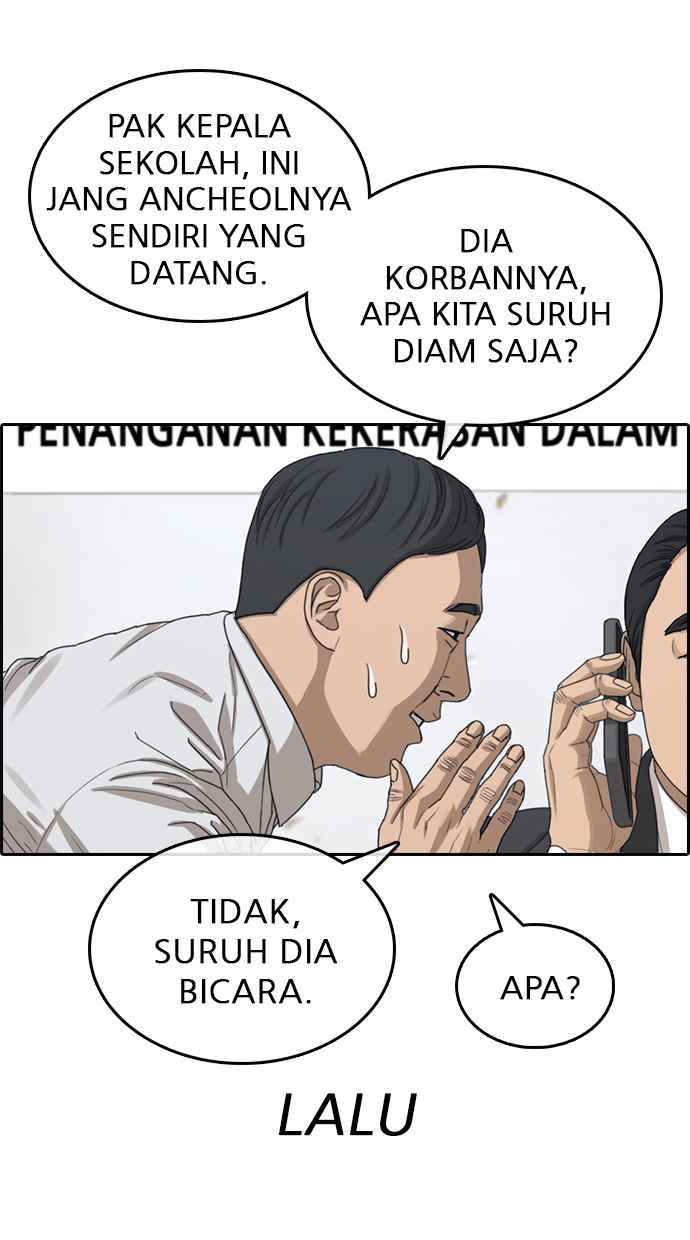 PAK KEPALA
SEKOLAH, INI
JANG ANCHEOLNYA
SENDIRI YANG
DATANG.
DIA
KORBANNYA,
APA KITA SURUH
DIAM SAJA?
PENANGANAN KEKERASAN DALAM
TIDAK,
SURUH DIA
BICARA.
APA?
LALU